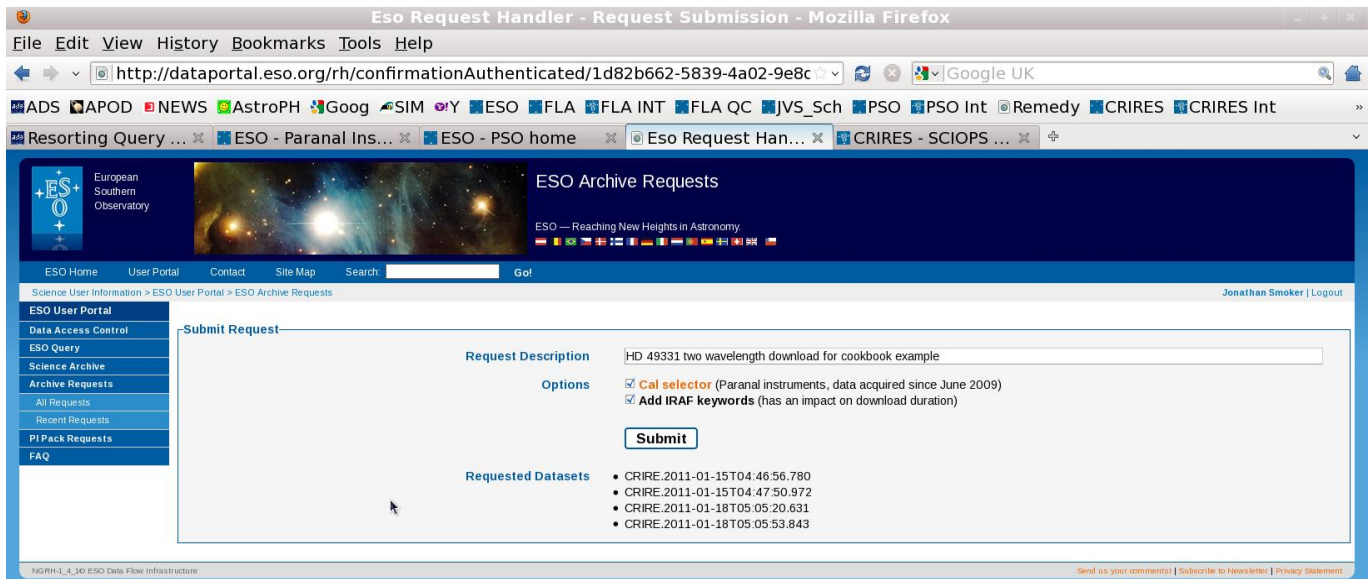 Eso Request Handler - Request Submission - Mozilla Firefox
File Edit View History Bookmarks Tools Help
http://dataportal.eso.org/rh/confirmationAuthenticated/1d82b662-5839-4a02-9e8c
Google UK
ADS APOD NEWS AstroPH Goog SIM Y ESO FLA FLA INT FLA QC JVS_Sch PSO PSO Int Remedy CRIRES CRIRES Int »
Resorting Query ... ESO - Paranal Ins... ESO - PSO home Eso Request Han... CRIRES - SCIOPS ...
ES
O
European
Southern
Observatory
ESO Archive Requests
ESO — Reaching New Heights in Astronomy.
ESO Home User Portal Contact Site Map Search: Go!
Science User Information > ESO User Portal > ESO Archive Requests
Jonathan Smoker | Logout
ESO User Portal
Data Access Control
ESO Query
Science Archive
Archive Requests
All Requests
Recent Requests
PI Pack Requests
FAQ
Submit Request
Request Description HD 49331 two wavelength download for cookbook example
Options Cal selector (Paranal instruments, data acquired since June 2009)
Add IRAF keywords (has an impact on download duration)
Submit
Requested Datasets • CRIRE.2011-01-15T04:46:56.780
• CRIRE.2011-01-15T04:47:50.972
• CRIRE.2011-01-18T05:05:20.631
• CRIRE.2011-01-18T05:05:53.843
NGRH-1_4_10 ESO Data Flow Infrastructure
Send us your comments! | Subscribe to Newsletter | Privacy Statement